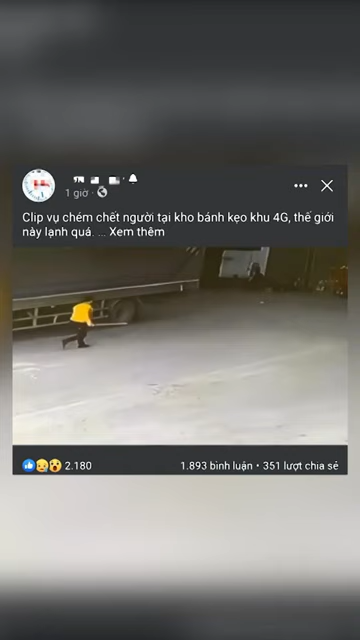 1 giờ ·
Clip vụ chém chết người tại kho bánh kẹo khu 4G, thế giới
này lạnh quá. ... Xem thêm
2.180
1.893 bình luận • 351 lượt chia sẻ